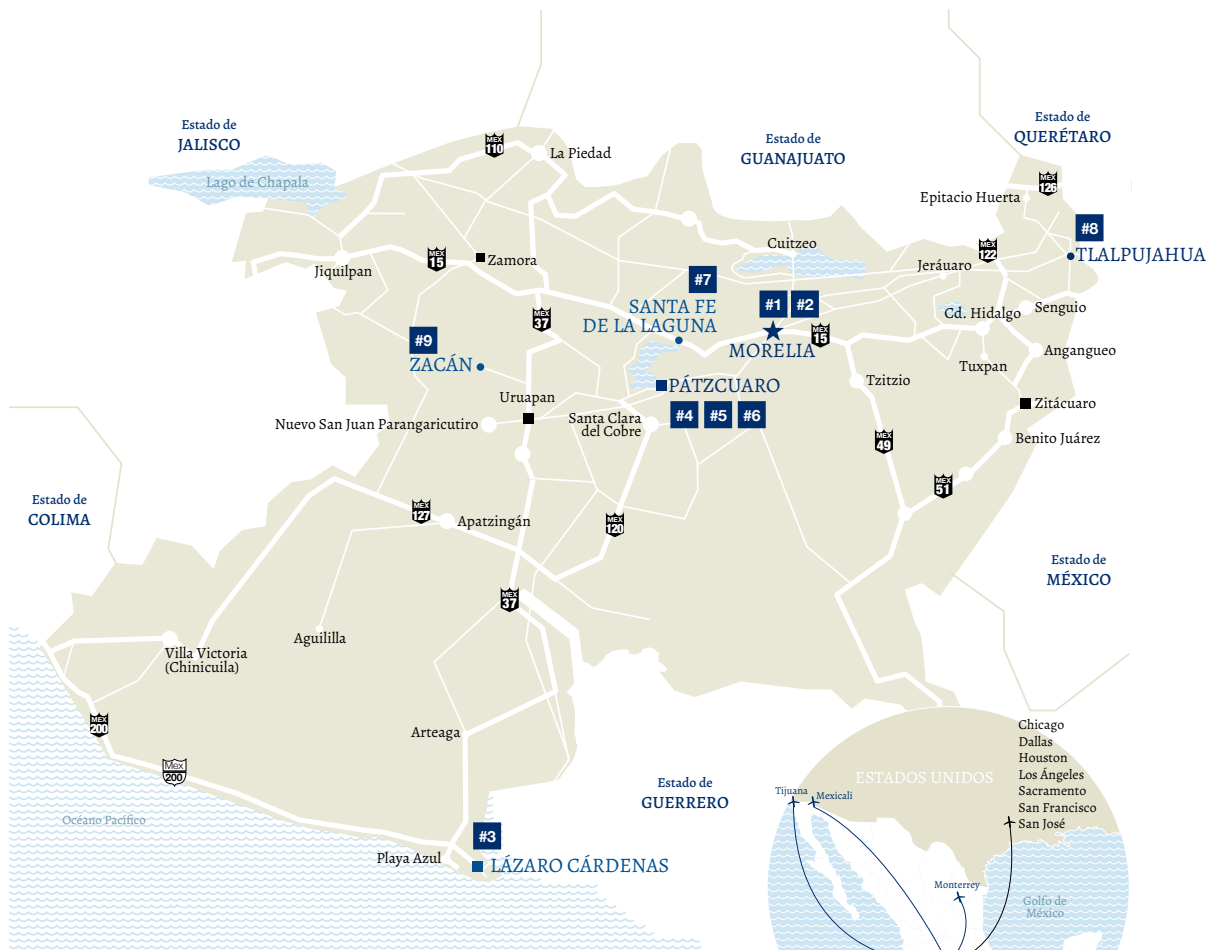 Estado de
JALISCO
Estado de
GUANAJUATO
Estado de
QUERÉTARO
MEX
110
La Piedad
Lago de Chapala
MEX
126
Epitacio Huerta
#8
TLALPUJAHUA
Cuitzeo
MEX
122
Jeráuaro
Jiquilpan
MEX
15
Zamora
#7
SANTA FE
DE LA LAGUNA
#1
#2
MORELIA
MEX
15
Cd. Hidalgo
Senguio
Angangueo
Tuxpan
MEX
37
#9
ZACÁN
PÁTZCUARO
Tzitzio
Zitácuaro
Uruapan
Nuevo San Juan Parangaricutiro
Santa Clara
del Cobre
#4
#5
#6
MEX
49
Benito Juárez
MEX
51
Estado de
COLIMA
MEX
127
Apatzingán
MEX
120
Estado de
MÉXICO
MEX
37
Aguililla
Villa Victoria
(Chinicuila)
MEX
200
Mex
200
Arteaga
Océano Pacífico
Estado de
GUERRERO
#3
Playa Azul
LÁZARO CÁRDENAS
Chicago
Dallas
Houston
Los Ángeles
Sacramento
San Francisco
San José
ESTADOS UNIDOS
Tijuana
Mexicali
Monterrey
Golfo de
México